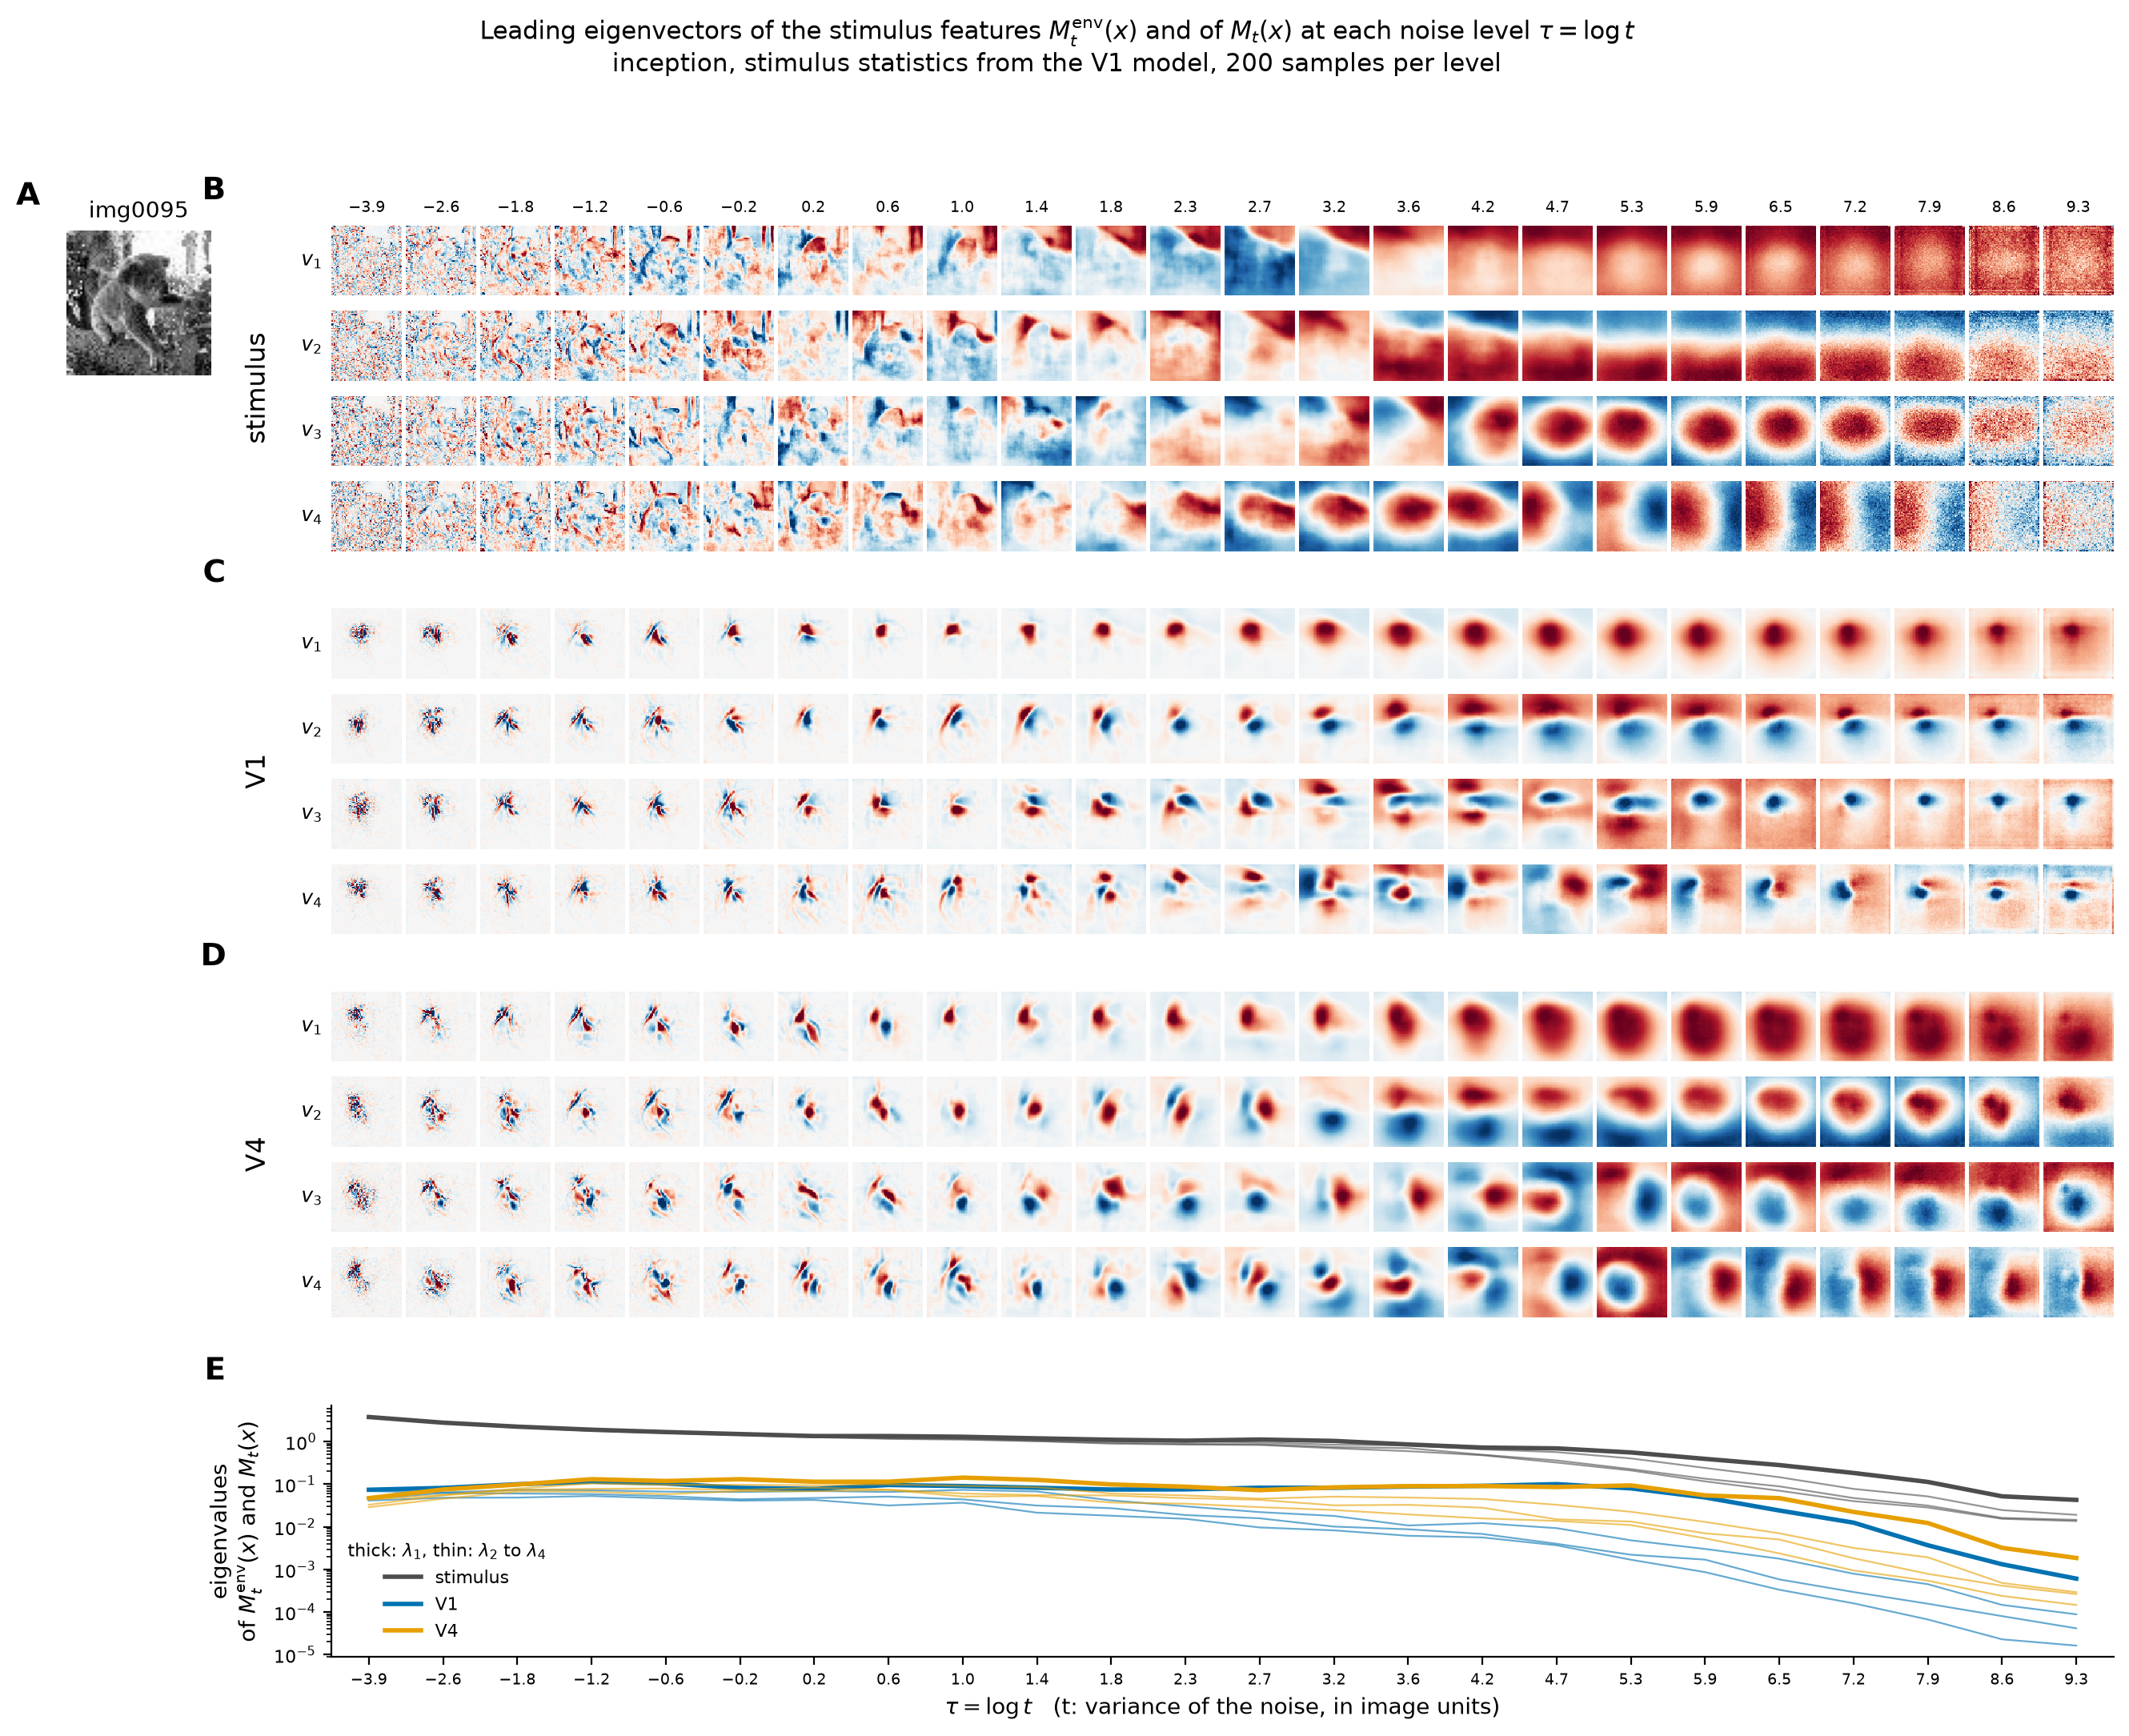 Leading eigenvectors of the stimulus features M_t^env(x) and of M_t(x) at each noise level τ = log t
inception, stimulus statistics from the V1 model, 200 samples per level
A
img0095
B
−3.9 −2.6 −1.8 −1.2 −0.6 −0.2 0.2 0.6 1.0 1.4 1.8 2.3 2.7 3.2 3.6 4.2 4.7 5.3 5.9 6.5 7.2 7.9 8.6 9.3
stimulus
v1
v2
v3
v4
C
V1
v1
v2
v3
v4
D
V4
v1
v2
v3
v4
E
eigenvalues
of M_t^env(x) and M_t(x)
10^0
10^−1
10^−2
10^−3
10^−4
10^−5
thick: λ1, thin: λ2 to λ4
stimulus
V1
V4
−3.9 −2.6 −1.8 −1.2 −0.6 −0.2 0.2 0.6 1.0 1.4 1.8 2.3 2.7 3.2 3.6 4.2 4.7 5.3 5.9 6.5 7.2 7.9 8.6 9.3
τ = log t (t: variance of the noise, in image units)